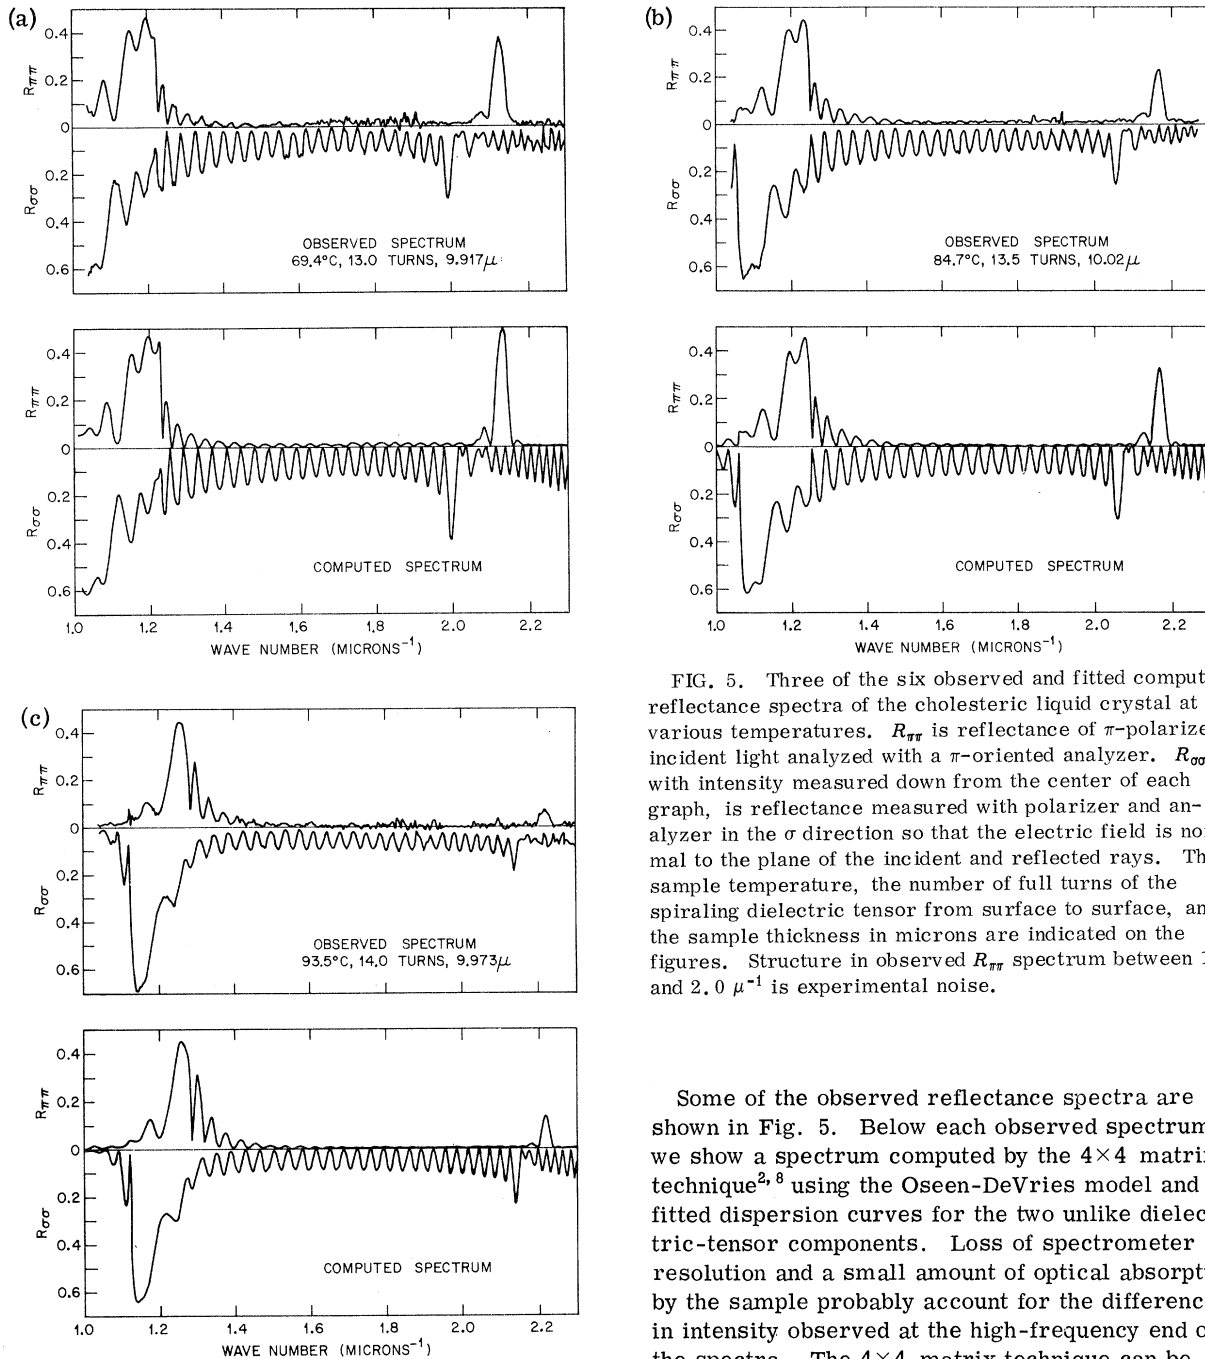 (a)
0.4
0.2
0
0.2
0.4
0.6
Rππ
Rσσ
OBSERVED SPECTRUM
69.4°C, 13.0 TURNS, 9.917μ
0.4
0.2
0
0.2
0.4
0.6
Rππ
Rσσ
COMPUTED SPECTRUM
1.0 1.2 1.4 1.6 1.8 2.0 2.2
WAVE NUMBER (MICRONS⁻¹)
(b)
0.4
0.2
0
0.2
0.4
0.6
Rππ
Rσσ
OBSERVED SPECTRUM
84.7°C, 13.5 TURNS, 10.02μ
0.4
0.2
0
0.2
0.4
0.6
Rππ
Rσσ
COMPUTED SPECTRUM
1.0 1.2 1.4 1.6 1.8 2.0 2.2
WAVE NUMBER (MICRONS⁻¹)
(c)
0.4
0.2
0
0.2
0.4
0.6
Rππ
Rσσ
OBSERVED SPECTRUM
93.5°C, 14.0 TURNS, 9.973μ
0.4
0.2
0
0.2
0.4
0.6
Rππ
Rσσ
COMPUTED SPECTRUM
1.0 1.2 1.4 1.6 1.8 2.0 2.2
WAVE NUMBER (MICRONS⁻¹)
FIG. 5. Three of the six observed and fitted comput
reflectance spectra of the cholesteric liquid crystal at
various temperatures. Rππ is reflectance of π-polarize
incident light analyzed with a π-oriented analyzer. Rσσ
with intensity measured down from the center of each
graph, is reflectance measured with polarizer and an-
alyzer in the σ direction so that the electric field is no
mal to the plane of the incident and reflected rays. Th
sample temperature, the number of full turns of the
spiraling dielectric tensor from surface to surface, an
the sample thickness in microns are indicated on the
figures. Structure in observed Rππ spectrum between 1
and 2.0 μ⁻¹ is experimental noise.
Some of the observed reflectance spectra are
shown in Fig. 5. Below each observed spectrum
we show a spectrum computed by the 4×4 matri
technique²,⁸ using the Oseen-DeVries model and
fitted dispersion curves for the two unlike dielec
tric-tensor components. Loss of spectrometer
resolution and a small amount of optical absorpt
by the sample probably account for the differenc
in intensity observed at the high-frequency end o
the spectra. The 4×4 matrix technique can be